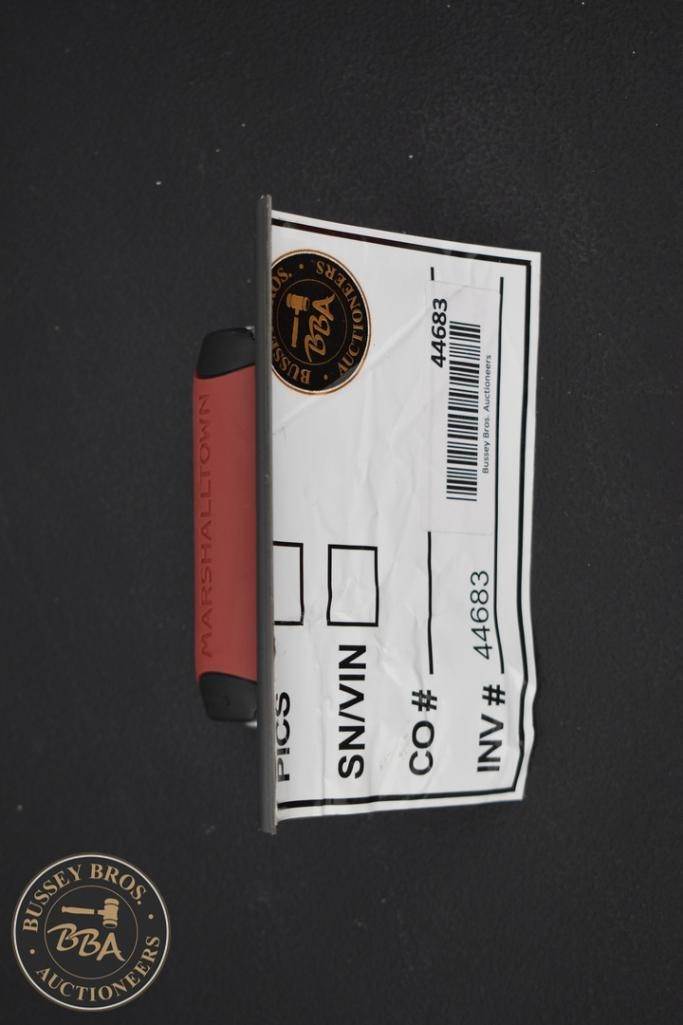 MARSHALLTOWN
BUSSEY BROS. AUCTIONEERS
BBA
PICS
SN/VIN
CO #
44683
Bussey Bros. Auctioneers
INV # 44683
BUSSEY BROS.
BBA
AUCTIONEERS